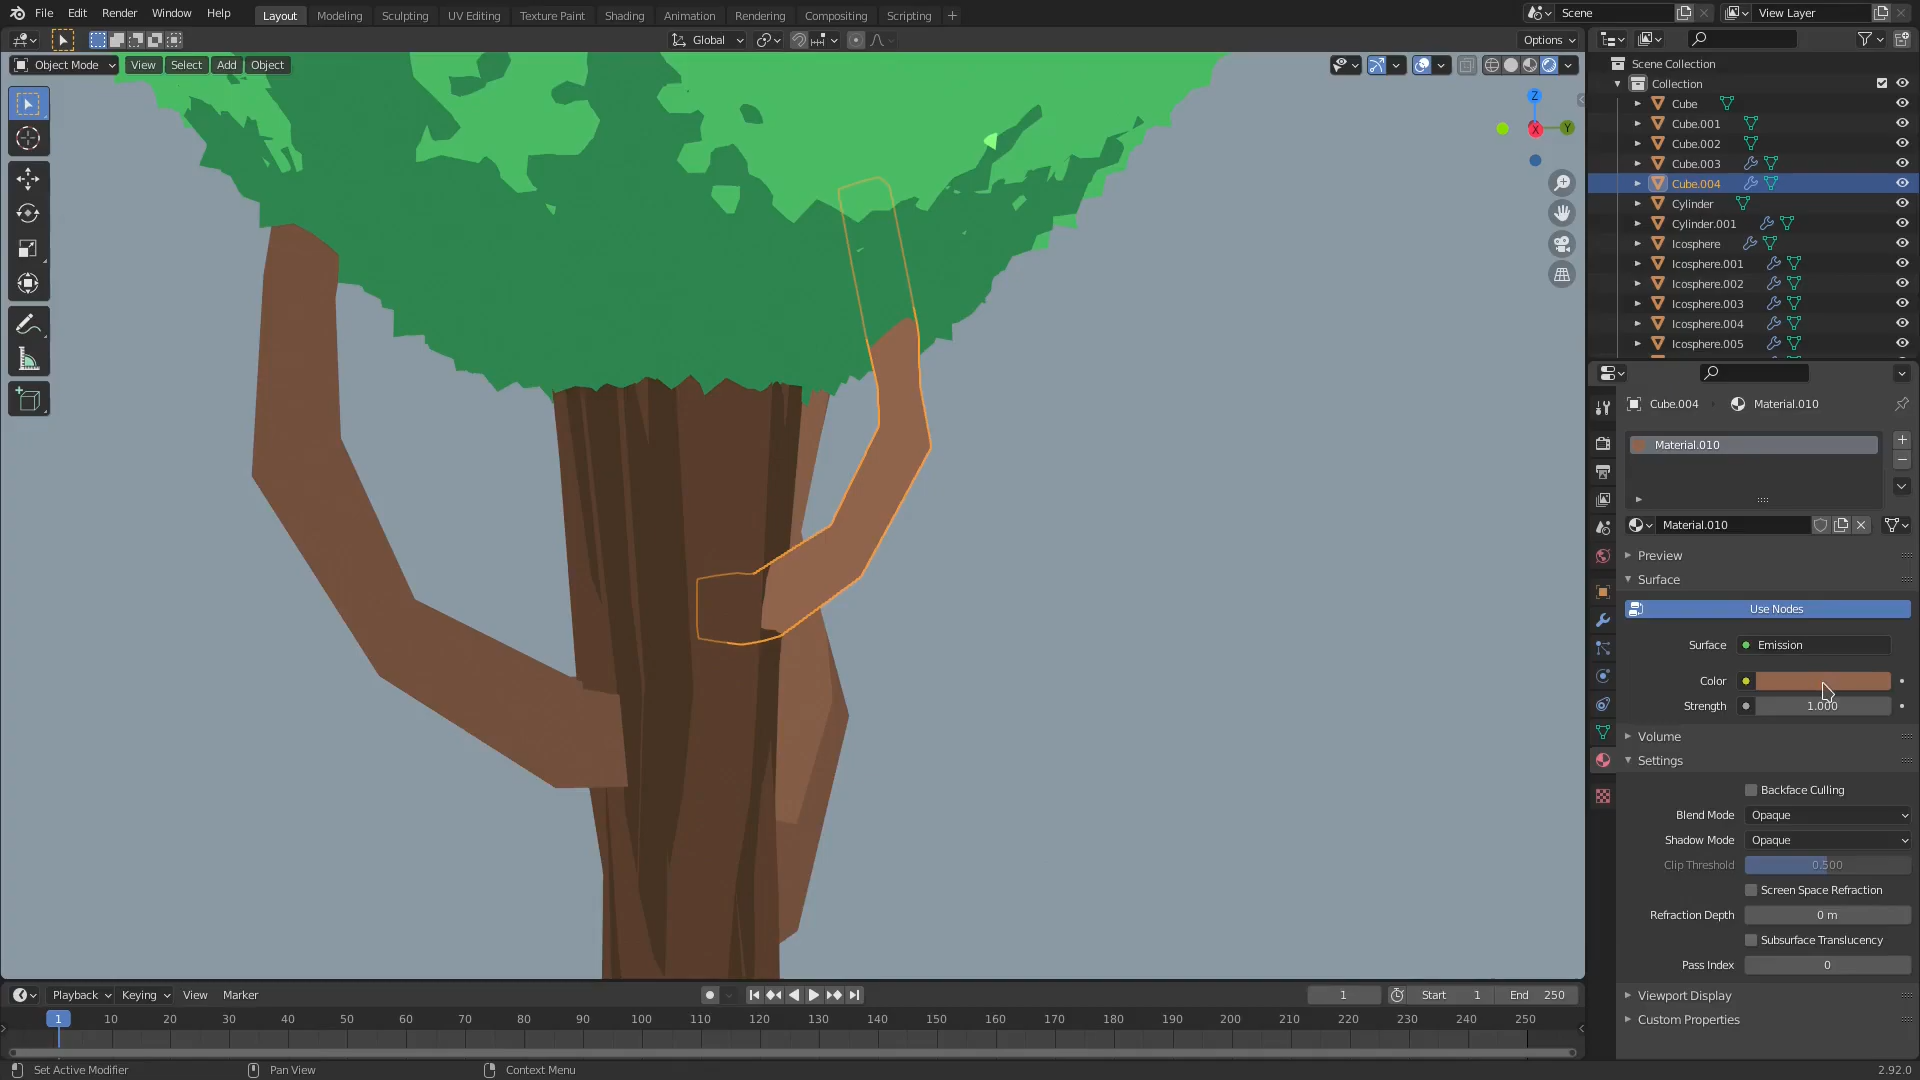 File Edit Render Window Help Layout Modeling Sculpting UV Editing Texture Paint Shading Animation Rendering Compositing Scripting + Scene View Layer
Global Options
Object Mode View Select Add Object
Z
X Y
Scene Collection
Collection
Cube
Cube.001
Cube.002
Cube.003
Cube.004
Cylinder
Cylinder.001
Icosphere
Icosphere.001
Icosphere.002
Icosphere.003
Icosphere.004
Icosphere.005
Cube.004 Material.010
Material.010
Material.010
Preview
Surface
Use Nodes
Surface Emission
Color
Strength 1.000
Volume
Settings
Backface Culling
Blend Mode Opaque
Shadow Mode Opaque
Clip Threshold 0.500
Screen Space Refraction
Refraction Depth 0 m
Subsurface Translucency
Pass Index 0
Viewport Display
Custom Properties
Playback Keying View Marker 1 Start 1 End 250
1 10 20 30 40 50 60 70 80 90 100 110 120 130 140 150 160 170 180 190 200 210 220 230 240 250
Set Active Modifier Pan View Context Menu 2.92.0